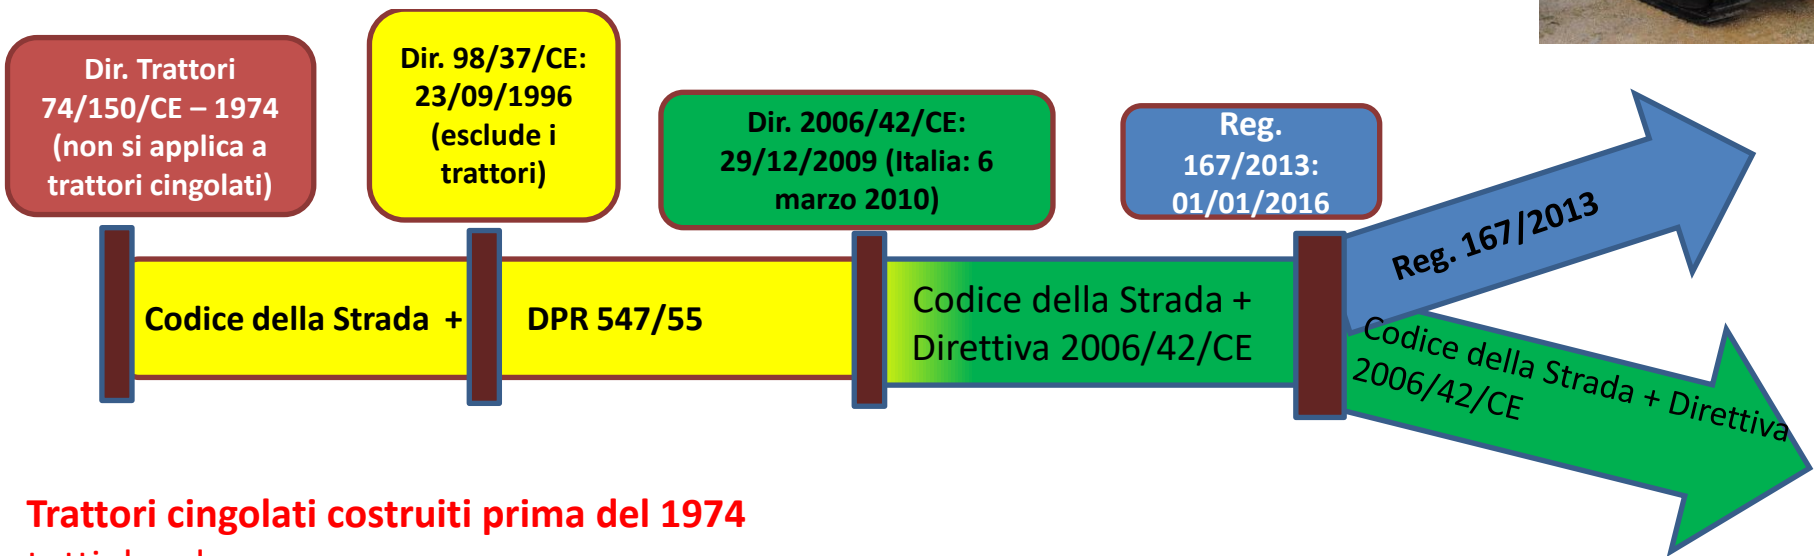 Dir. Trattori
74/150/CE – 1974
(non si applica a
trattori cingolati)
Dir. 98/37/CE:
23/09/1996
(esclude i
trattori)
Dir. 2006/42/CE:
29/12/2009 (Italia: 6
marzo 2010)
Reg.
167/2013:
01/01/2016
Codice della Strada +
DPR 547/55
Codice della Strada +
Direttiva 2006/42/CE
Reg. 167/2013
Codice della Strada + Direttiva
2006/42/CE
Trattori cingolati costruiti prima del 1974